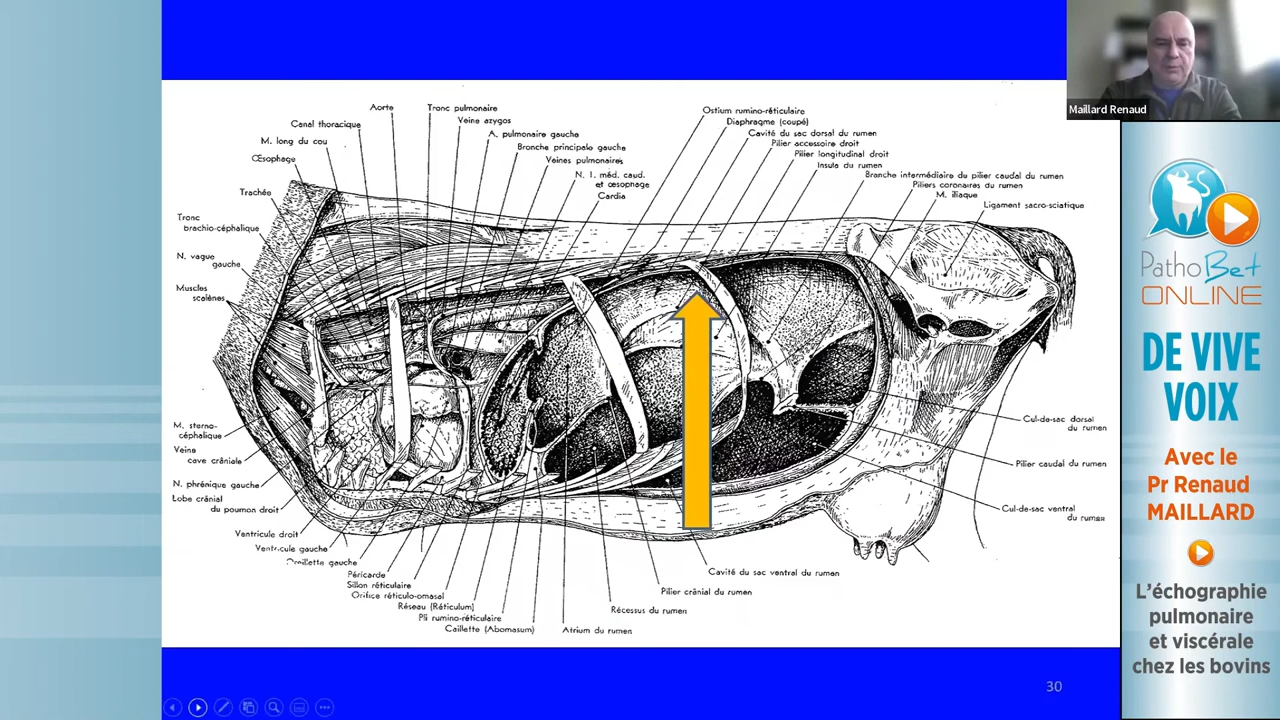 Aorte
Tronc pulmonaire
Canal thoracique
Veine azygos
M. long du cou
A. pulmonaire gauche
Œsophage
Bronche principale gauche
Veines pulmonaires
Trachée
N. l. méd. caud.
et œsophage
Cardia
Tronc
brachio-céphalique
N. vague
gauche
Muscles
scalènes
Ostium rumino-réticulaire
Diaphragme (coupé)
Cavité du sac dorsal du rumen
Pilier accessoire droit
Pilier longitudinal droit
Insula du rumen
Branche intermédiaire du pilier caudal du rumen
Piliers coronaires du rumen
M. iliaque
Ligament sacro-sciatique
M. sterno-
céphalique
Veine
cave crâniale
N. phrénique gauche
Lobe crânial
du poumon droit
Ventricule droit
Ventricule gauche
Oreillette gauche
Péricarde
Sillon réticulaire
Orifice réticulo-omasal
Réseau (Réticulum)
Pli rumino-réticulaire
Caillette (Abomasum)
Atrium du rumen
Récessus du rumen
Pilier crânial du rumen
Cavité du sac ventral du rumen
Cul-de-sac dorsal
du rumen
Pilier caudal du rumen
Cul-de-sac ventral
du rumen
30
Maillard Renaud
PathoBet
ONLINE
DE VIVE
VOIX
Avec le
Pr Renaud
MAILLARD
L'échographie
pulmonaire
et viscérale
chez les bovins